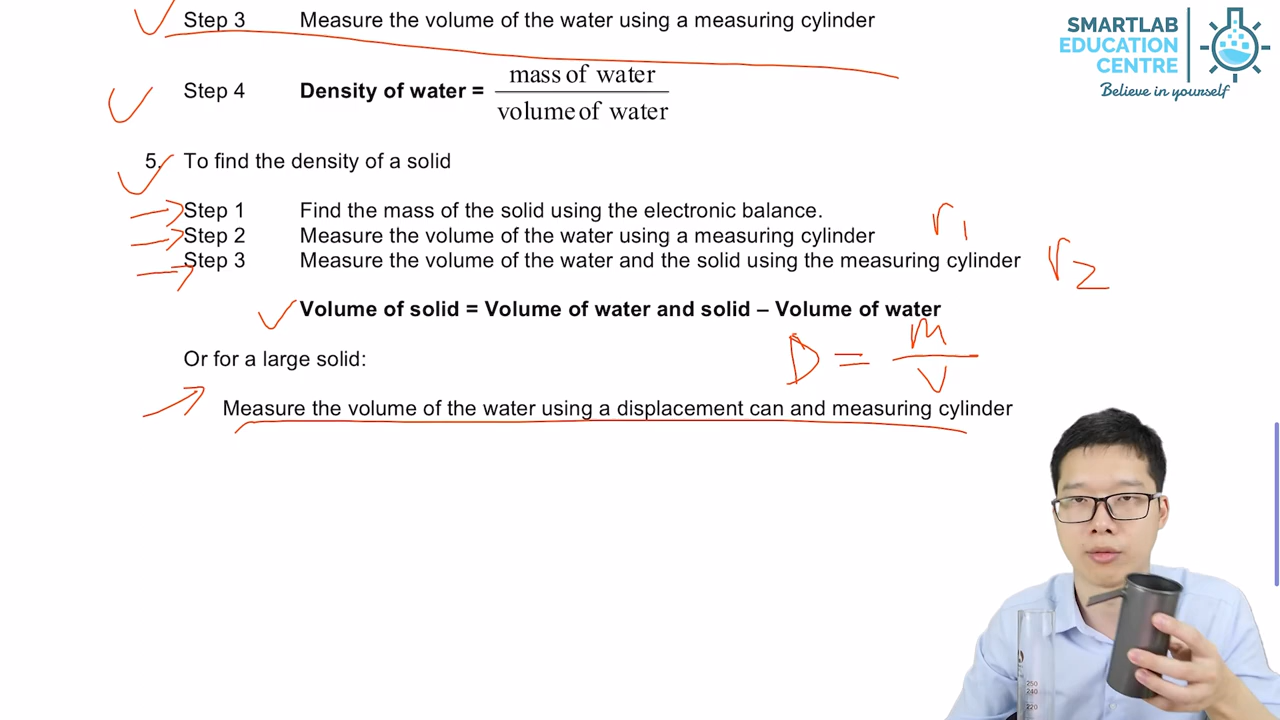 Step 3 Measure the volume of the water using a measuring cylinder
SMARTLAB
EDUCATION
CENTRE
Believe in yourself
Step 4 Density of water = mass of water
volume of water
5. To find the density of a solid
Step 1 Find the mass of the solid using the electronic balance.
Step 2 Measure the volume of the water using a measuring cylinder
r1
Step 3 Measure the volume of the water and the solid using the measuring cylinder
r2
Volume of solid = Volume of water and solid – Volume of water
D = m
V
Or for a large solid:
Measure the volume of the water using a displacement can and measuring cylinder
250
240
220